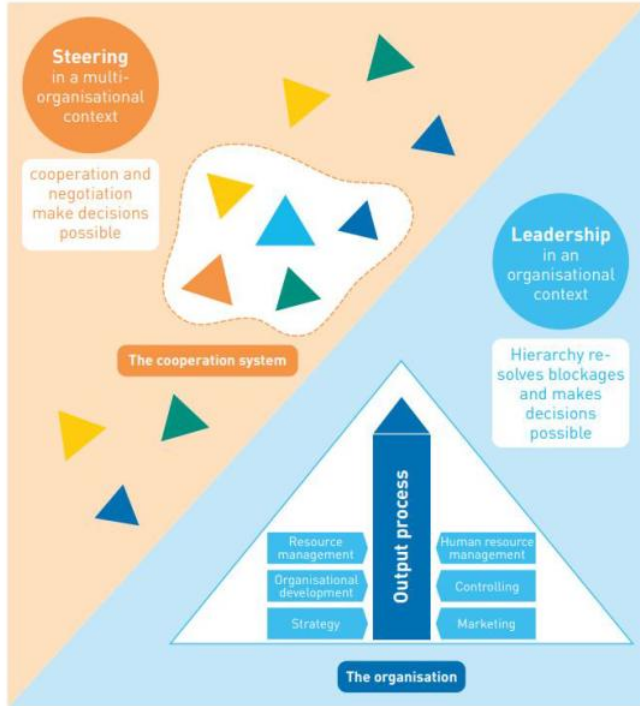 Steering
in a multi-
organisational
context
cooperation and
negotiation
make decisions
possible
The cooperation system
Leadership
in an
organisational
context
Hierarchy re-
solves blockages
and makes
decisions
possible
Output process
Resource
management
Organisational
development
Strategy
Human resource
management
Controlling
Marketing
The organisation